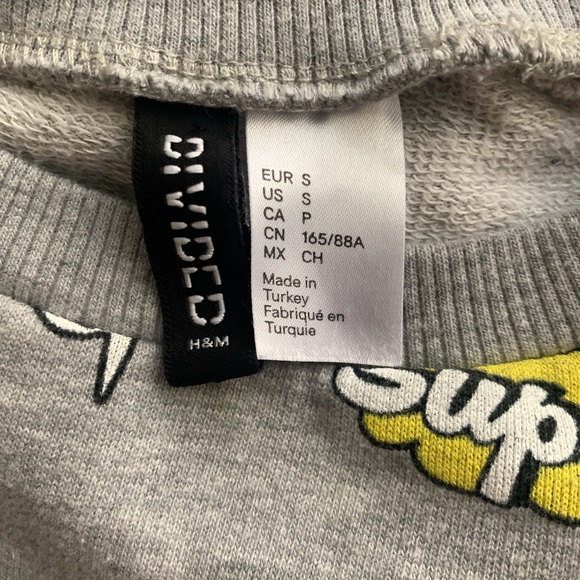 DIVIDED
H&M
EUR S
US S
CA P
CN 165/88A
MX CH
Made in
Turkey
Fabriqué en
Turquie
Sup